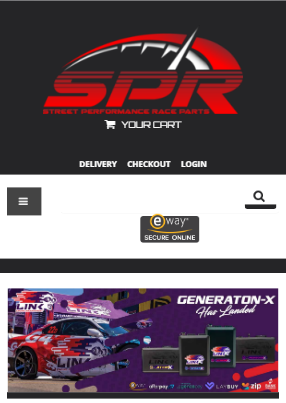 SPR
STREET PERFORMANCE RACE PARTS
YOUR CART
DELIVERY CHECKOUT LOGIN
eway
SECURE ONLINE
LINK
GENERATON-X
Has Landed
eway
LAYBUY
zip